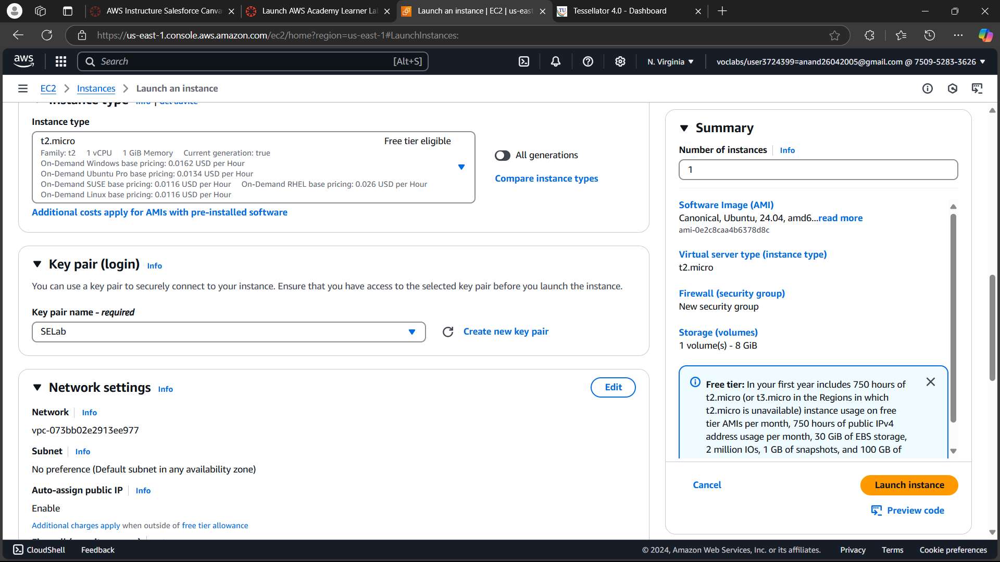 AWS Instructure Salesforce Canva
Launch AWS Academy Learner La
Launch an instance | EC2 | us-east
TU
Tessellator 4.0 - Dashboard
https://us-east-1.console.aws.amazon.com/ec2/home?region=us-east-1#LaunchInstances:
aws
Search
[Alt+S]
N. Virginia
voclabs/user3724399=anand26042005@gmail.com @ 7509-5283-3626
EC2
Instances
Launch an instance
Instance type Info | Get advice
Instance type
t2.micro
Free tier eligible
Family: t2 1 vCPU 1 GiB Memory Current generation: true
On-Demand Windows base pricing: 0.0162 USD per Hour
On-Demand Ubuntu Pro base pricing: 0.0134 USD per Hour
On-Demand SUSE base pricing: 0.0116 USD per Hour On-Demand RHEL base pricing: 0.026 USD per Hour
On-Demand Linux base pricing: 0.0116 USD per Hour
All generations
Compare instance types
Additional costs apply for AMIs with pre-installed software
Key pair (login) Info
You can use a key pair to securely connect to your instance. Ensure that you have access to the selected key pair before you launch the instance.
Key pair name - required
SELab
Create new key pair
Network settings Info
Edit
Network Info
vpc-073bb02e2913ee977
Subnet Info
No preference (Default subnet in any availability zone)
Auto-assign public IP Info
Enable
Additional charges apply when outside of free tier allowance
Summary
Number of instances Info
1
Software Image (AMI)
Canonical, Ubuntu, 24.04, amd6...read more
ami-0e2c8caa4b6378d8c
Virtual server type (instance type)
t2.micro
Firewall (security group)
New security group
Storage (volumes)
1 volume(s) - 8 GiB
Free tier: In your first year includes 750 hours of
t2.micro (or t3.micro in the Regions in which
t2.micro is unavailable) instance usage on free
tier AMIs per month, 750 hours of public IPv4
address usage per month, 30 GiB of EBS storage,
2 million IOs, 1 GB of snapshots, and 100 GB of
Cancel
Launch instance
Preview code
CloudShell
Feedback
© 2024, Amazon Web Services, Inc. or its affiliates.
Privacy
Terms
Cookie preferences